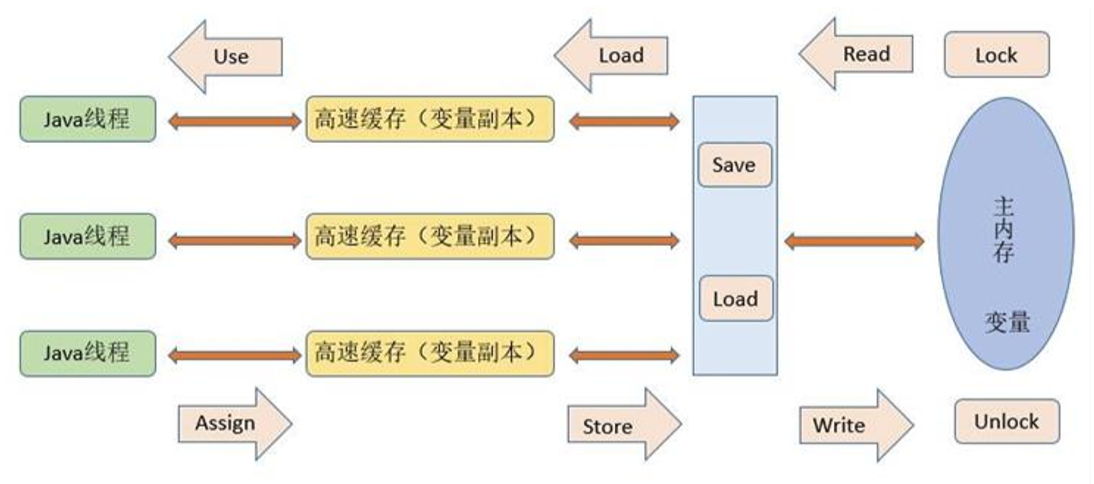 Use
Load
Read
Lock
Java线程
高速缓存（变量副本）
Save
Java线程
高速缓存（变量副本）
主内存
Load
变量
Java线程
高速缓存（变量副本）
Assign
Store
Write
Unlock